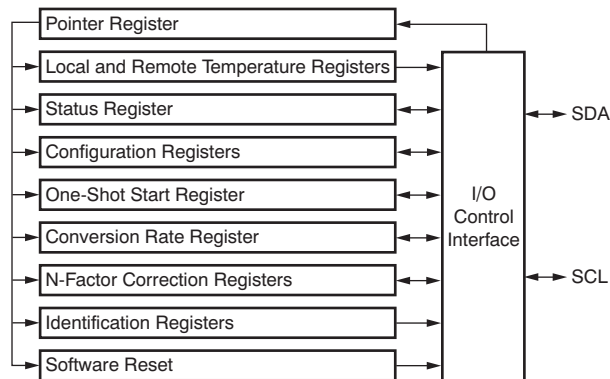 Pointer Register
Local and Remote Temperature Registers
Status Register
Configuration Registers
One-Shot Start Register
Conversion Rate Register
N-Factor Correction Registers
Identification Registers
Software Reset
I/O
Control
Interface
SDA
SCL